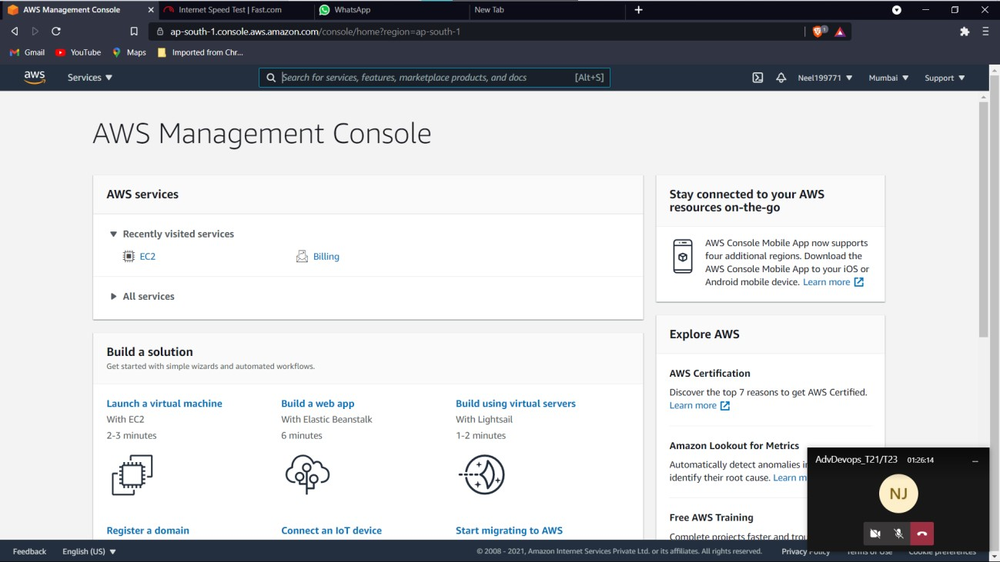 AWS Management Console
Internet Speed Test | Fast.com
WhatsApp
New Tab
ap-south-1.console.aws.amazon.com/console/home?region=ap-south-1
1
Gmail
YouTube
Maps
Imported from Chr...
aws
Services
Search for services, features, marketplace products, and docs
[Alt+S]
Neel199771
Mumbai
Support
AWS Management Console
AWS services
Recently visited services
EC2
Billing
All services
Build a solution
Get started with simple wizards and automated workflows.
Launch a virtual machine
With EC2
2-3 minutes
Build a web app
With Elastic Beanstalk
6 minutes
Build using virtual servers
With Lightsail
1-2 minutes
Register a domain
Connect an IoT device
Start migrating to AWS
Stay connected to your AWS
resources on-the-go
AWS Console Mobile App now supports
four additional regions. Download the
AWS Console Mobile App to your iOS or
Android mobile device. Learn more
Explore AWS
AWS Certification
Discover the top 7 reasons to get AWS Certified.
Learn more
Amazon Lookout for Metrics
Automatically detect anomalies
identify their root cause. Learn
Free AWS Training
Complete projects faster and
AdvDevops_T21/T23 01:26:14
NJ
Feedback
English (US)
© 2008 - 2021, Amazon Internet Services Private Ltd. or its affiliates. All rights reserved.
Privacy Policy
Terms of Use
Cookie preferences